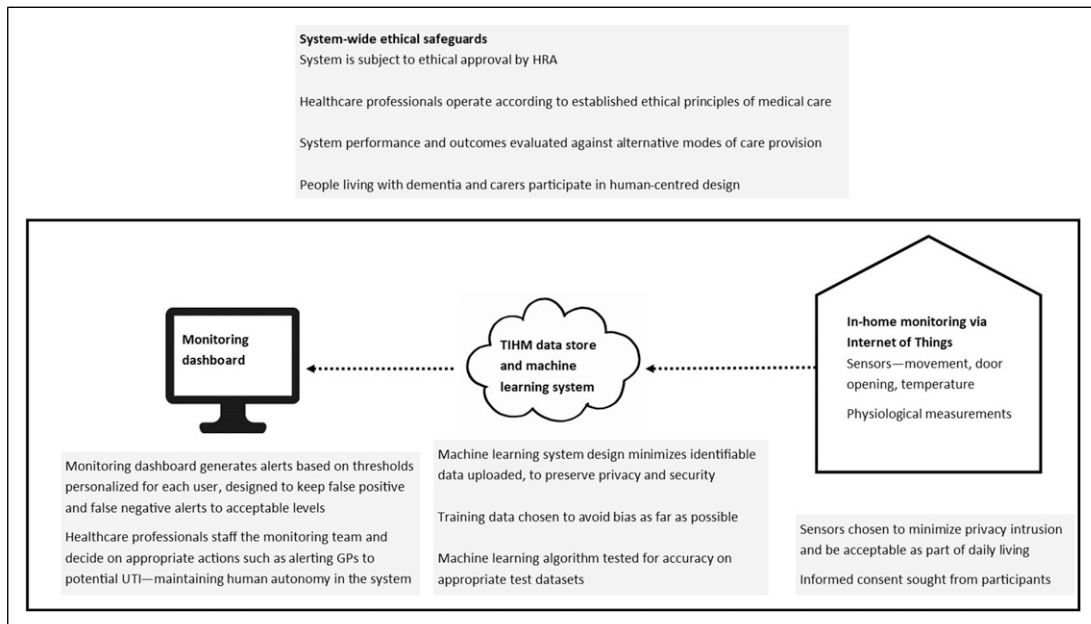 System-wide ethical safeguards
System is subject to ethical approval by HRA
Healthcare professionals operate according to established ethical principles of medical care
System performance and outcomes evaluated against alternative modes of care provision
People living with dementia and carers participate in human-centred design
Monitoring
dashboard
TIHM data store
and machine
learning system
In-home monitoring via
Internet of Things
Sensors—movement, door
opening, temperature
Physiological measurements
Monitoring dashboard generates alerts based on thresholds
personalized for each user, designed to keep false positive
and false negative alerts to acceptable levels
Healthcare professionals staff the monitoring team and
decide on appropriate actions such as alerting GPs to
potential UTI—maintaining human autonomy in the system
Machine learning system design minimizes identifiable
data uploaded, to preserve privacy and security
Training data chosen to avoid bias as far as possible
Machine learning algorithm tested for accuracy on
appropriate test datasets
Sensors chosen to minimize privacy intrusion
and be acceptable as part of daily living
Informed consent sought from participants